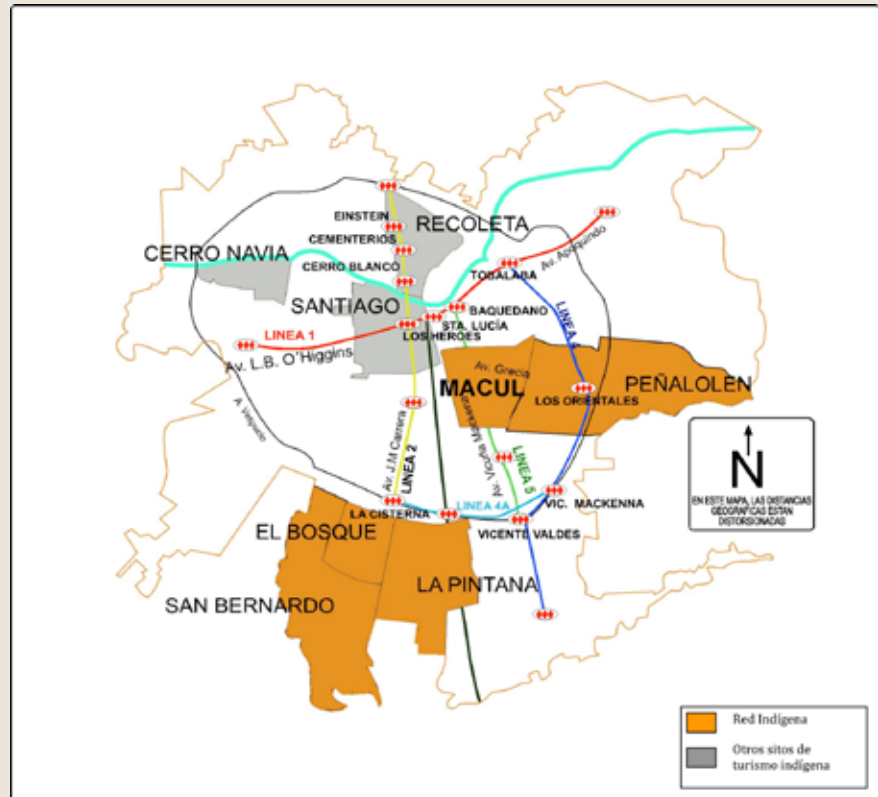 EINSTEIN
RECOLETA
CEMENTERIOS
CERRO NAVIA
CERRO BLANCO
Av. Apoquindo
TOBALABA
SANTIAGO
BAQUEDANO
STA. LUCÍA
LINEA 4
LINEA 1
LOS HEROES
Av. L.B. O'Higgins
Av. Grecia
MACUL
PEÑALOLEN
LOS ORIENTALES
A. Vespucio
Av. J.M Carrera
LINEA 2
Av. Vicuña Mackenna
LINEA 5
N
EN ESTE MAPA, LAS DISTANCIAS
GEOGRAFICAS ESTAN
DISTORSIONADAS
LINEA 4A
VIC. MACKENNA
LA CISTERNA
VICENTE VALDES
EL BOSQUE
LA PINTANA
SAN BERNARDO
Red Indígena
Otros sitos de
turismo indígena